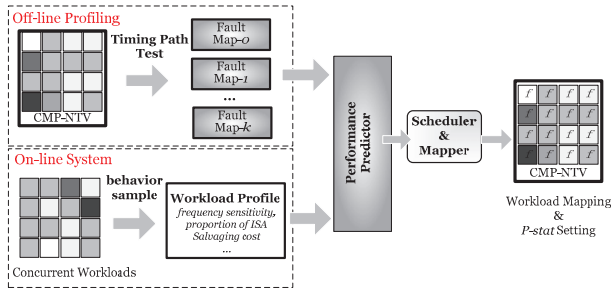 Off-line Profiling
CMP-NTV
Timing Path
Test
Fault
Map-0
Fault
Map-1
...
Fault
Map-k
On-line System
Concurrent Workloads
behavior
sample
Workload Profile
frequency sensitivity,
proportion of ISA
Salvaging cost
...
Performance
Predictor
Scheduler
&
Mapper
f f f f
f f f f
f f f f
f f f f
CMP-NTV
Workload Mapping
&
P-stat Setting